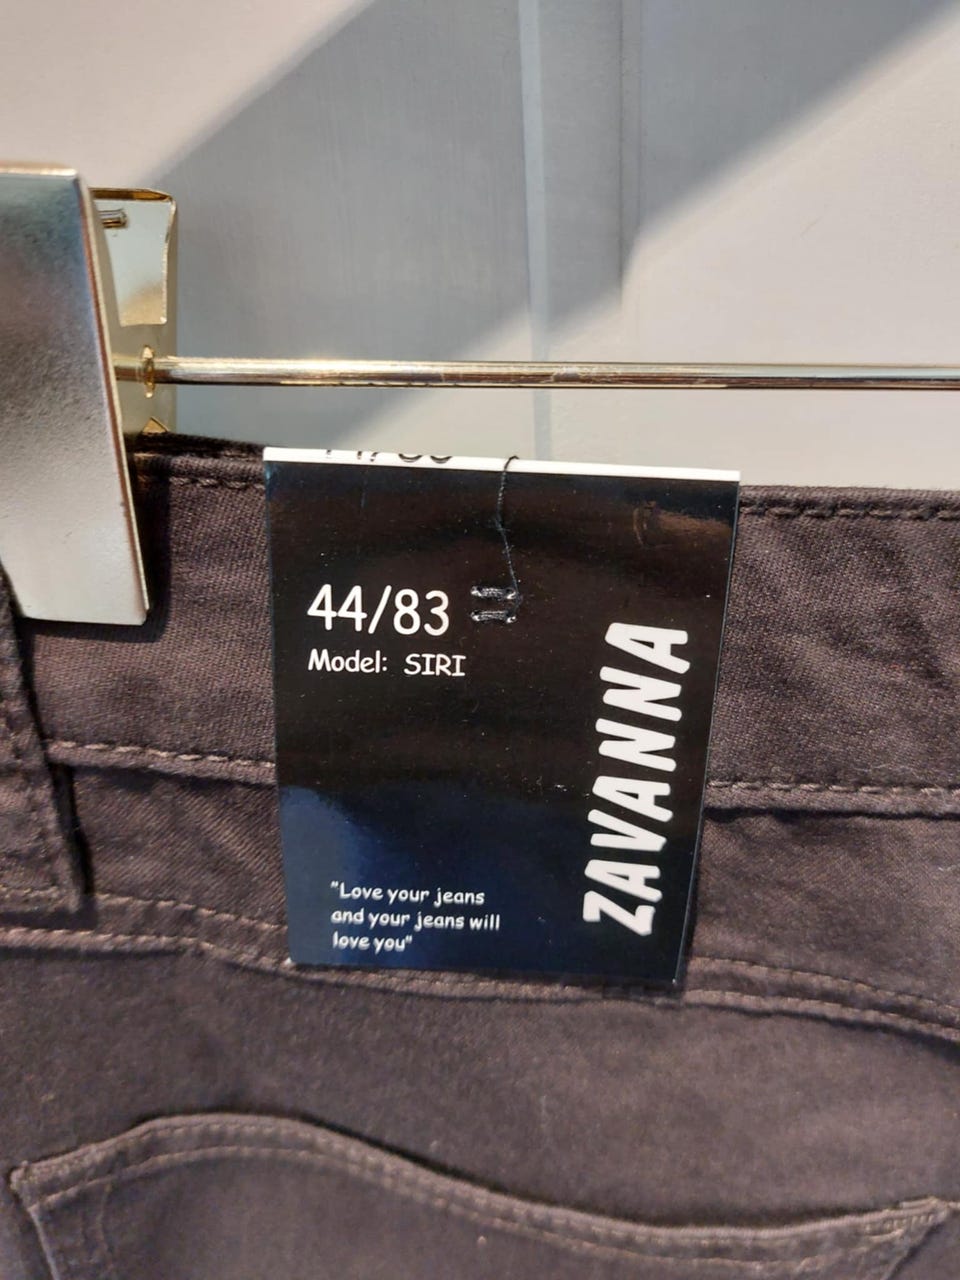 44/83
Model: SIRI
ZAVANNA
"Love your jeans
and your jeans will
love you"